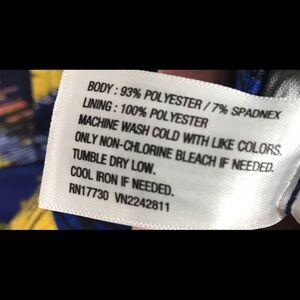 BODY : 93% POLYESTER / 7% SPADNEX
LINING : 100% POLYESTER
MACHINE WASH COLD WITH LIKE COLORS.
ONLY NON-CHLORINE BLEACH IF NEEDED.
TUMBLE DRY LOW.
COOL IRON IF NEEDED.
RN17730 VN2242811